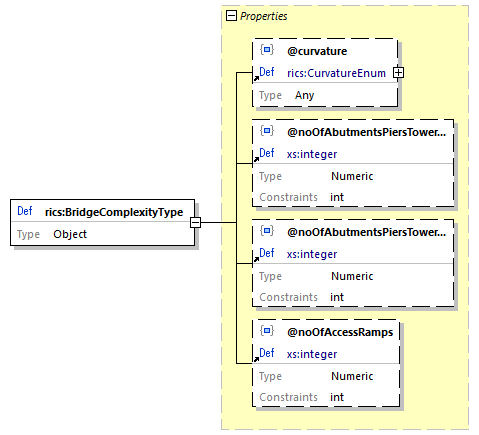 Properties
@curvature
Def rics:CurvatureEnum
Type Any
@noOfAbutmentsPiersTower...
Def xs:integer
Type Numeric
Constraints int
Def rics:BridgeComplexityType
Type Object
@noOfAbutmentsPiersTower...
Def xs:integer
Type Numeric
Constraints int
@noOfAccessRamps
Def xs:integer
Type Numeric
Constraints int